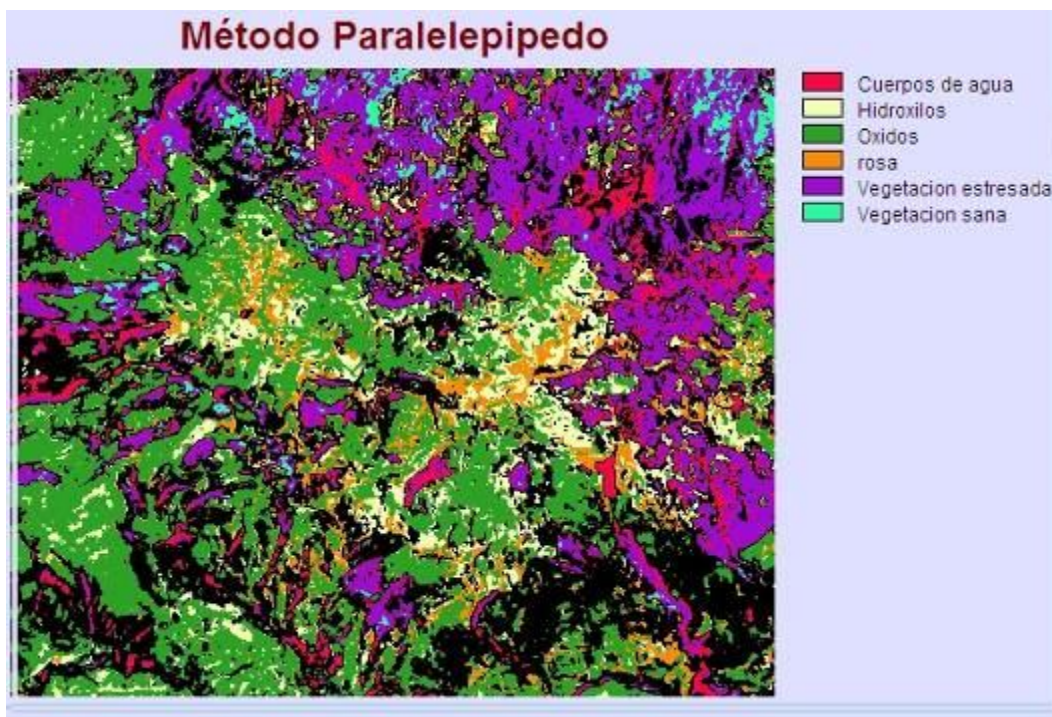 Método Paralelepipedo
Cuerpos de agua
Hidroxilos
Oxidos
rosa
Vegetacion estresada
Vegetacion sana